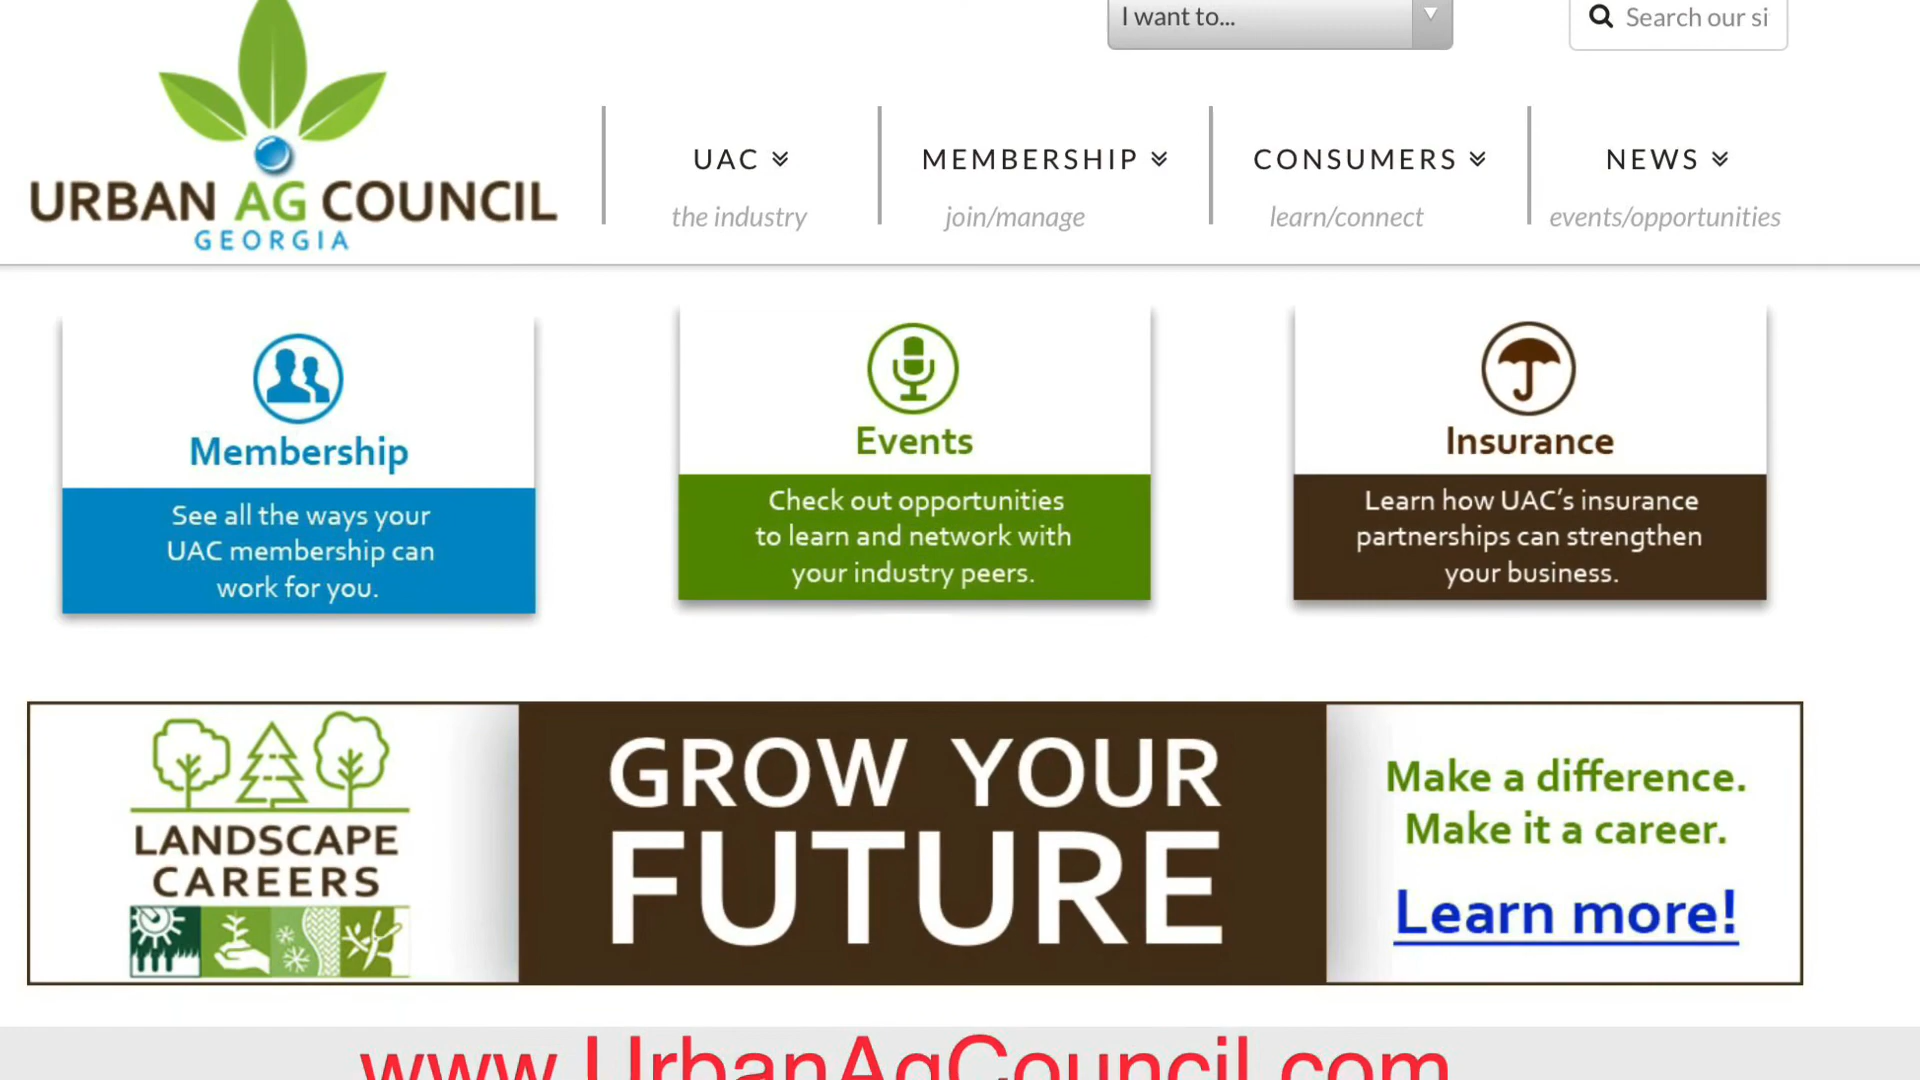 I want to...
Search our si
URBAN AG COUNCIL
GEORGIA
UAC
MEMBERSHIP
CONSUMERS
NEWS
the industry
join/manage
learn/connect
events/opportunities
Membership
See all the ways your
UAC membership can
work for you.
Events
Check out opportunities
to learn and network with
your industry peers.
Insurance
Learn how UAC’s insurance
partnerships can strengthen
your business.
LANDSCAPE
CAREERS
GROW YOUR
FUTURE
Make a difference.
Make it a career.
Learn more!
www.UrbanAgCouncil.com